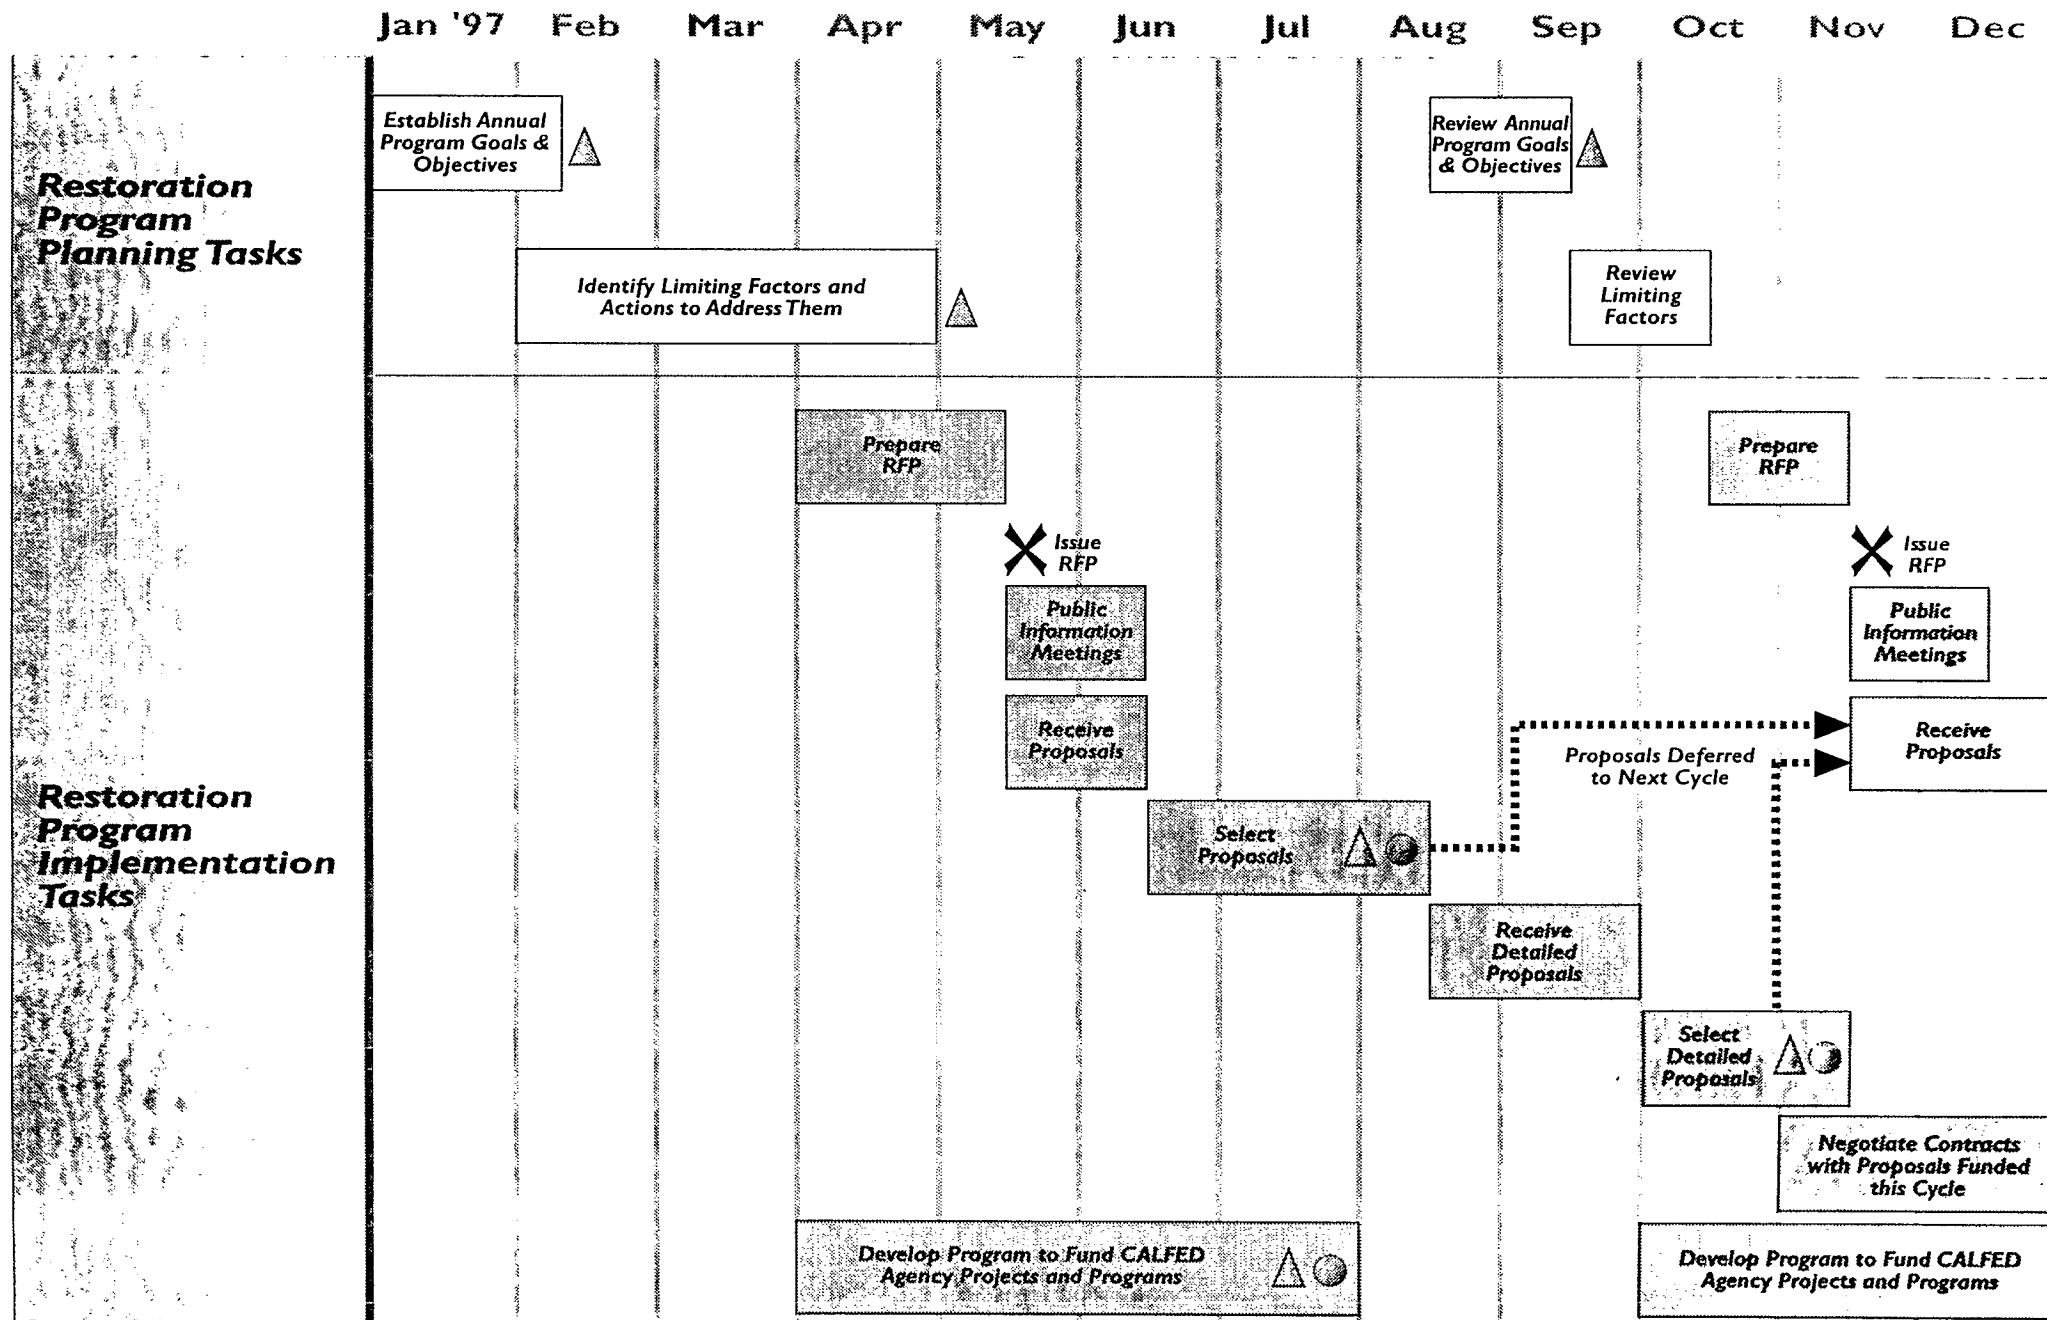 Jan '97 Feb Mar Apr May Jun Jul Aug Sep Oct Nov Dec
Restoration
Program
Planning Tasks
Establish Annual
Program Goals &
Objectives
Review Annual
Program Goals
& Objectives
Identify Limiting Factors and
Actions to Address Them
Review
Limiting
Factors
Restoration
Program
Implementation
Tasks
Prepare
RFP
Prepare
RFP
Issue
RFP
Issue
RFP
Public
Information
Meetings
Public
Information
Meetings
Receive
Proposals
Proposals Deferred
to Next Cycle
Receive
Proposals
Select
Proposals
Receive
Detailed
Proposals
Select
Detailed
Proposals
Negotiate Contracts
with Proposals Funded
this Cycle
Develop Program to Fund CALFED
Agency Projects and Programs
Develop Program to Fund CALFED
Agency Projects and Programs